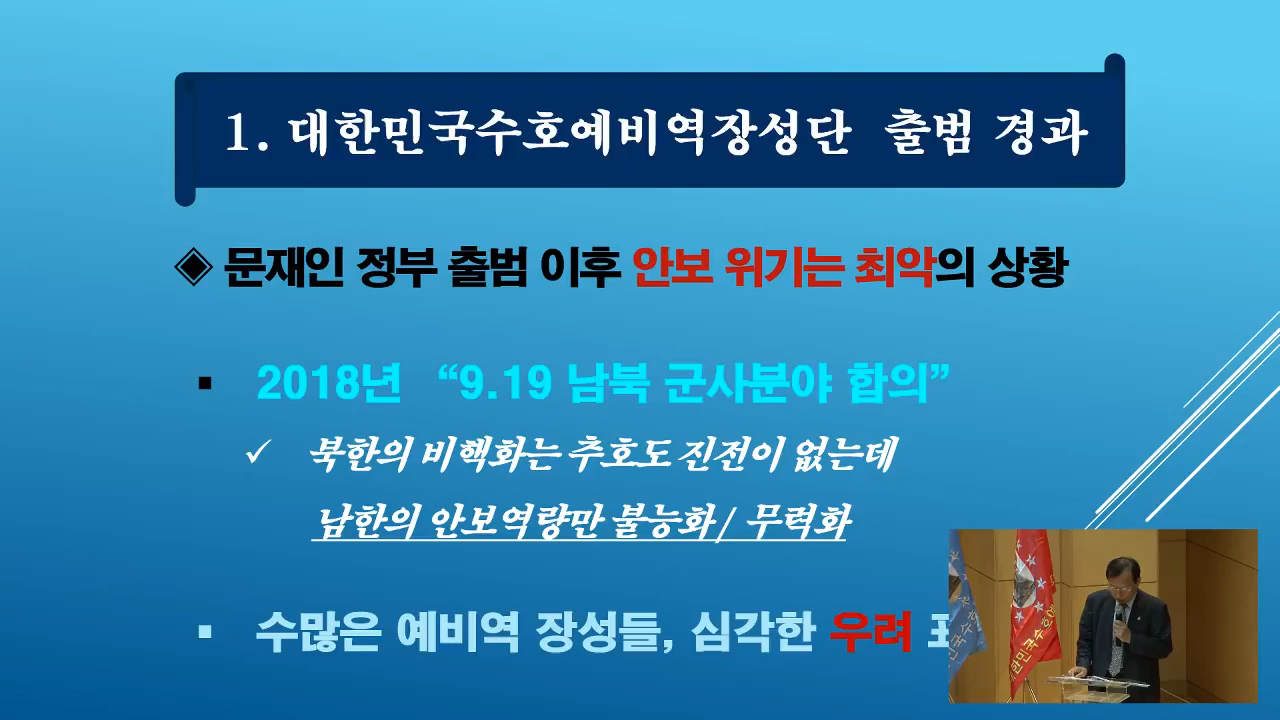 1. 대한민국수호예비역장성단 출범 경과
◈ 문재인 정부 출범 이후 안보 위기는 최악의 상황
▪ 2018년 “9.19 남북 군사분야 합의”
✓ 북한의 비핵화는 추호도 진전이 없는데
남한의 안보역량만 불능화/ 무력화
▪ 수많은 예비역 장성들, 심각한 우려